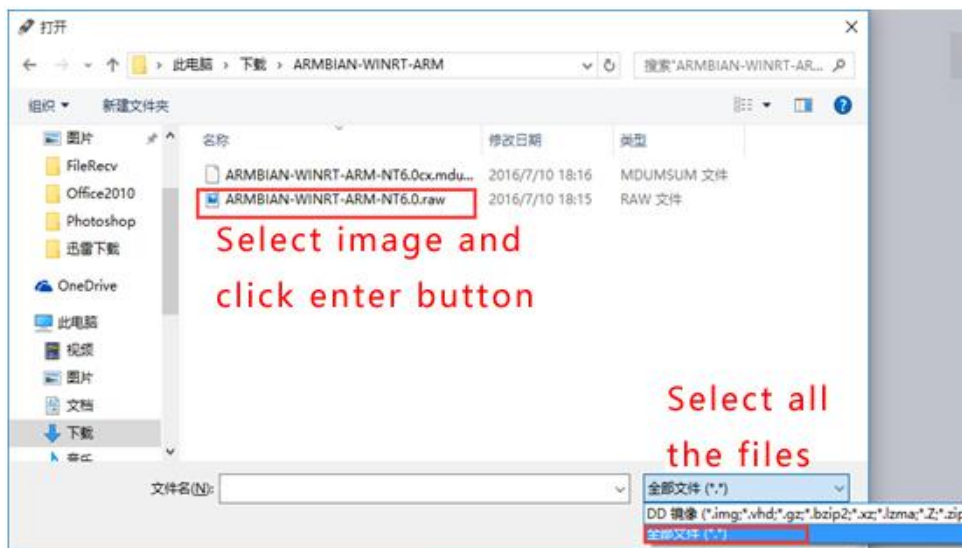 打开
此电脑 › 下载 › ARMBIAN-WINRT-ARM
搜索"ARMBIAN-WINRT-AR...
组织 新建文件夹
图片
FileRecv
Office2010
Photoshop
迅雷下载
OneDrive
此电脑
视频
图片
文档
下载
音乐
名称 修改日期 类型
ARMBIAN-WINRT-ARM-NT6.0cx.mdu... 2016/7/10 18:16 MDUMSUM 文件
ARMBIAN-WINRT-ARM-NT6.0.raw 2016/7/10 18:15 RAW 文件
Select image and
click enter button
Select all
the files
文件名(N):
全部文件 (*.*)
DD 镜像 (*.img;*.vhd;*.gz;*.bzip2;*.xz;*.lzma;*.Z;*.zip
全部文件 (*.*)